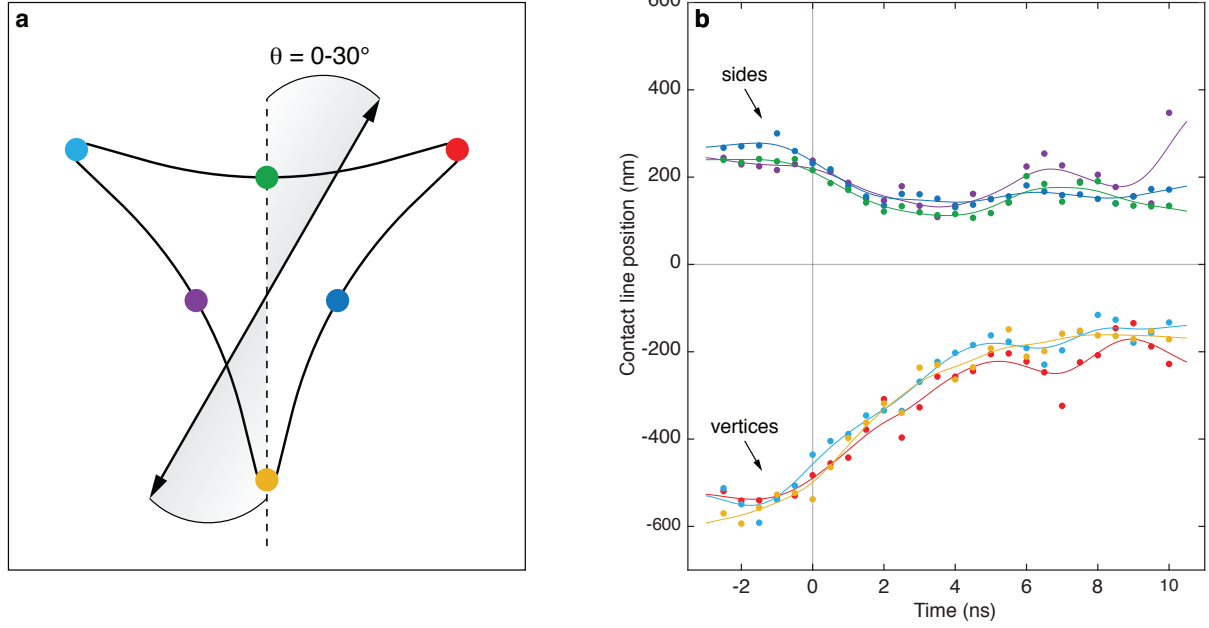 a
θ = 0-30°
b
600
400
200
0
-200
-400
-600
Contact line position (nm)
sides
vertices
-2
0
2
4
6
8
10
Time (ns)